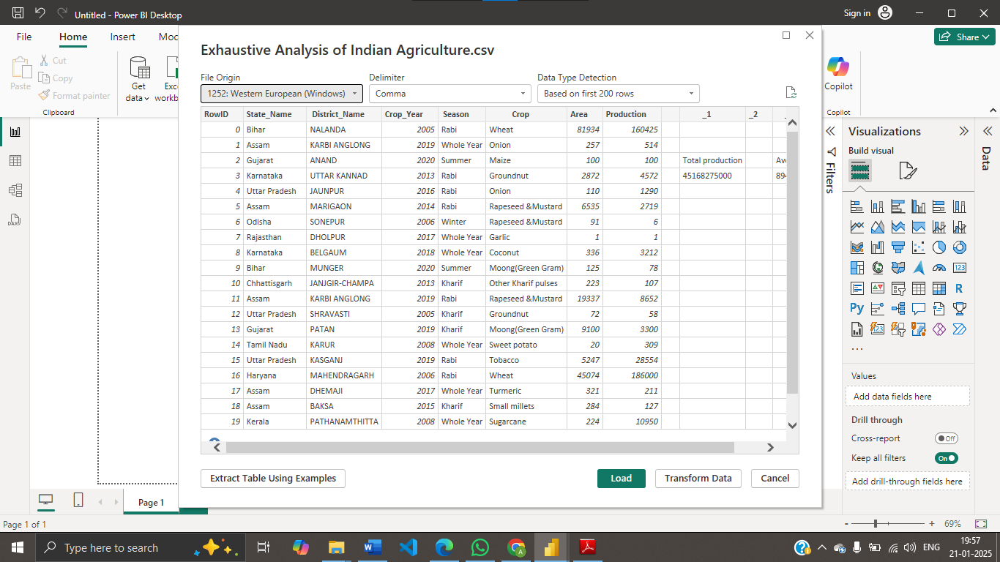 Untitled - Power BI Desktop
Sign in
File Home Insert
Share
Paste
Cut
Copy
Format painter
Clipboard
Get data
Copilot
Copilot
Exhaustive Analysis of Indian Agriculture.csv
File Origin Delimiter Data Type Detection
1252: Western European (Windows) Comma Based on first 200 rows
RowID State_Name District_Name Crop_Year Season Crop Area Production _1 _2
0 Bihar NALANDA 2005 Rabi Wheat 81934 160425
1 Assam KARBI ANGLONG 2019 Whole Year Onion 257 514
2 Gujarat ANAND 2020 Summer Maize 100 100 Total production
3 Karnataka UTTAR KANNAD 2013 Rabi Groundnut 2872 4572 45168275000
4 Uttar Pradesh JAUNPUR 2016 Rabi Onion 110 1290
5 Assam MARIGAON 2014 Rabi Rapeseed &Mustard 6535 2719
6 Odisha SONEPUR 2006 Winter Rapeseed &Mustard 91 6
7 Rajasthan DHOLPUR 2017 Whole Year Garlic 1 1
8 Karnataka BELGAUM 2018 Whole Year Coconut 336 3212
9 Bihar MUNGER 2020 Summer Moong(Green Gram) 125 78
10 Chhattisgarh JANJGIR-CHAMPA 2013 Kharif Other Kharif pulses 223 107
11 Assam KARBI ANGLONG 2019 Rabi Rapeseed &Mustard 19337 8652
12 Uttar Pradesh SHRAVASTI 2005 Kharif Groundnut 72 58
13 Gujarat PATAN 2019 Kharif Moong(Green Gram) 9100 3300
14 Tamil Nadu KARUR 2008 Whole Year Sweet potato 20 309
15 Uttar Pradesh KASGANJ 2019 Rabi Tobacco 5247 28554
16 Haryana MAHENDRAGARH 2006 Rabi Wheat 45074 186000
17 Assam DHEMAJI 2017 Whole Year Turmeric 321 211
18 Assam BAKSA 2015 Kharif Small millets 284 127
19 Kerala PATHANAMTHITTA 2008 Whole Year Sugarcane 224 10950
Extract Table Using Examples Load Transform Data Cancel
Filters
Visualizations
Build visual
123
R
Py
...
Values
Add data fields here
Drill through
Cross-report Off
Keep all filters On
Add drill-through fields here
Data
DAX
Page 1
Page 1 of 1
- + 69%
Type here to search
ENG
19:57
21-01-2025